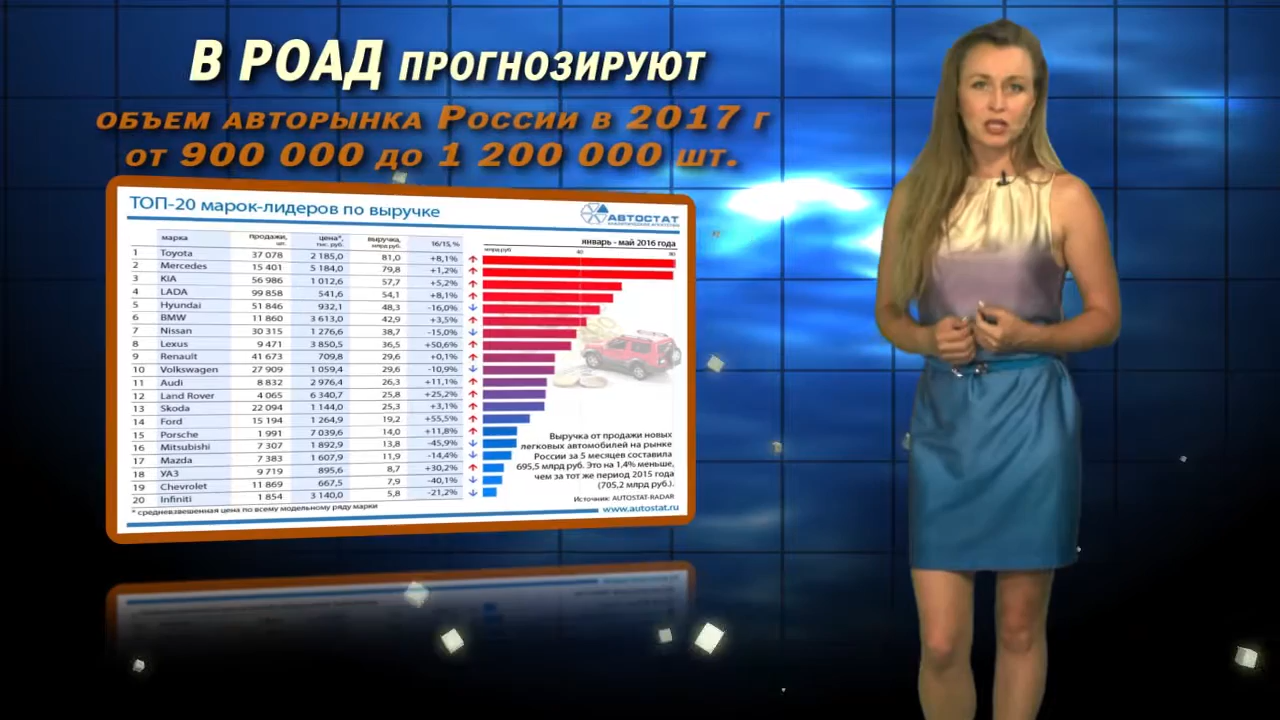 В РОАД ПРОГНОЗИРУЮТ
ОБЪЕМ АВТОРЫНКА РОССИИ В 2017 Г
ОТ 900 000 ДО 1 200 000 ШТ.
ТОП-20 марок-лидеров по выручке
АВТОСТАТ
АНАЛИТИЧЕСКОЕ АГЕНТСТВО
марка продажи, шт. цена*, тыс. руб. выручка, млрд руб. 16/15, %
январь - май 2016 года
млрд руб 40 80
1 Toyota 37 078 2 185,0 81,0 +8,1%
2 Mercedes 15 401 5 184,0 79,8 +1,2%
3 KIA 56 986 1 012,6 57,7 +5,2%
4 LADA 99 858 541,6 54,1 +8,1%
5 Hyundai 51 846 932,1 48,3 -16,0%
6 BMW 11 860 3 613,0 42,9 +3,5%
7 Nissan 30 315 1 276,6 38,7 -15,0%
8 Lexus 9 471 3 850,5 36,5 +50,6%
9 Renault 41 673 709,8 29,6 +0,1%
10 Volkswagen 27 909 1 059,4 29,6 -10,9%
11 Audi 8 832 2 976,4 26,3 +11,1%
12 Land Rover 4 065 6 340,7 25,8 +25,2%
13 Skoda 22 094 1 144,0 25,3 +3,1%
14 Ford 15 194 1 264,9 19,2 +55,5%
15 Porsche 1 991 7 039,6 14,0 +11,8%
16 Mitsubishi 7 307 1 892,9 13,8 -45,9%
17 Mazda 7 383 1 607,9 11,9 -14,4%
18 УАЗ 9 719 895,6 8,7 +30,2%
19 Chevrolet 11 869 667,5 7,9 -40,1%
20 Infiniti 1 854 3 140,0 5,8 -21,2%
Выручка от продажи новых
легковых автомобилей на рынке
России за 5 месяцев составила
695,5 млрд руб. Это на 1,4% меньше,
чем за тот же период 2015 года
(705,2 млрд руб.).
Источник: AUTOSTAT-RADAR
* средневзвешенная цена по всему модельному ряду марки
www.autostat.ru